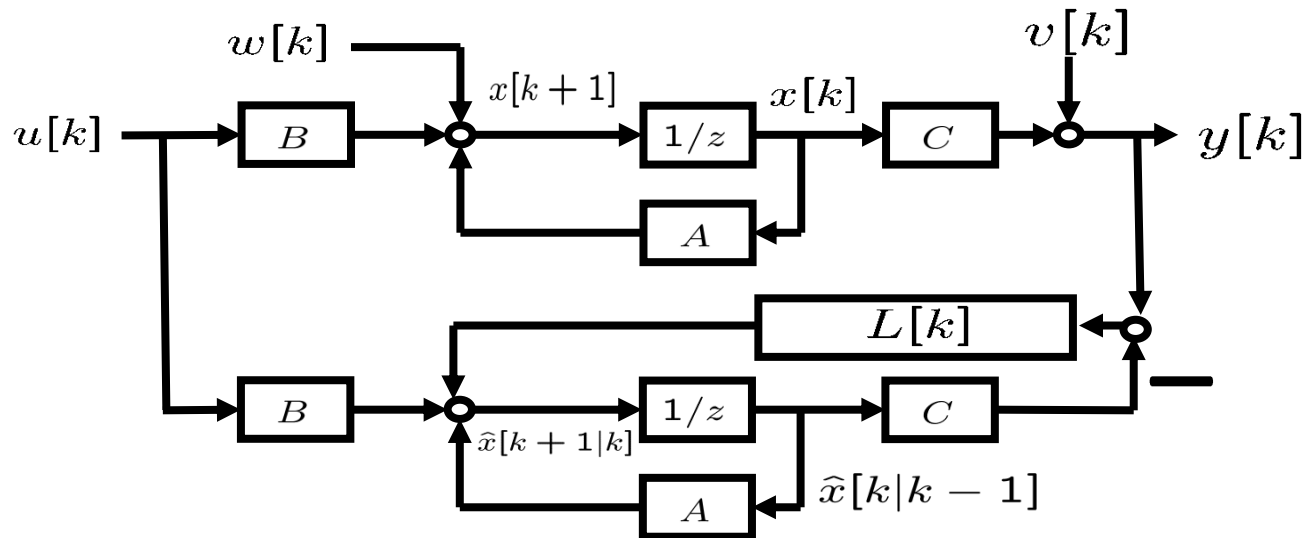 w[k]
v[k]
x[k + 1]
x[k]
u[k]
B
1/z
C
y[k]
A
L[k]
B
1/z
C
x̂[k + 1|k]
A
x̂[k|k − 1]